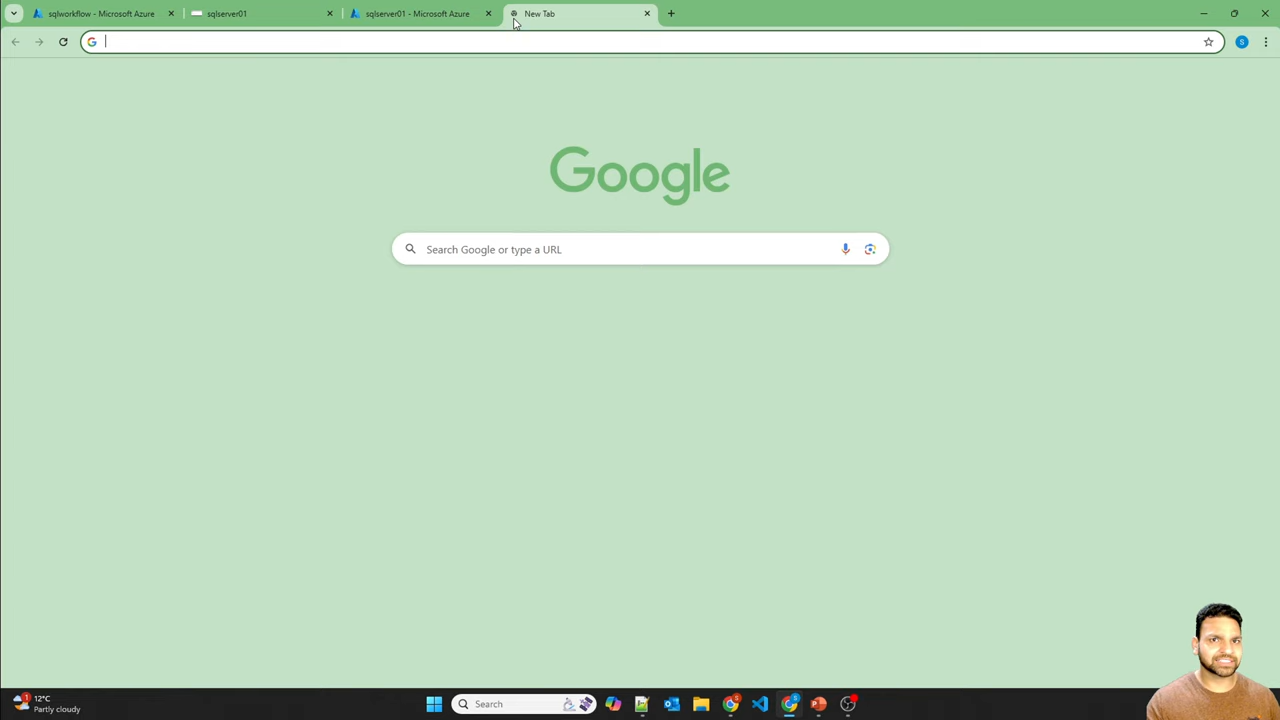 sqlworkflow - Microsoft Azure
sqlserver01
sqlserver01 - Microsoft Azure
New Tab
S
Google
Search Google or type a URL
1
12°C
Partly cloudy
Search